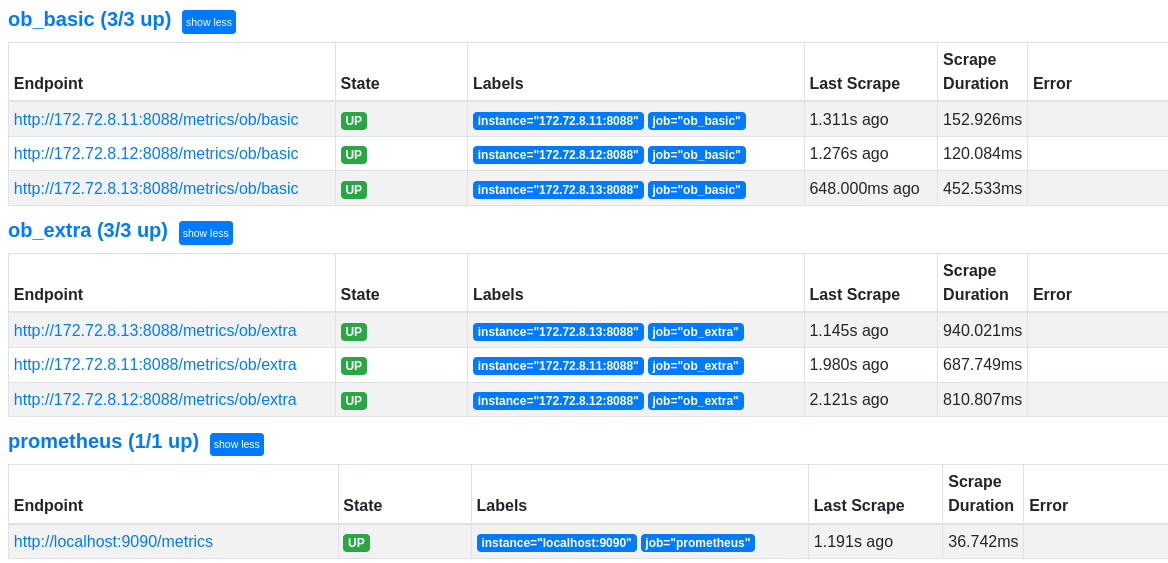 ob_basic (3/3 up) show less
Endpoint State Labels Last Scrape Scrape Duration Error
http://172.72.8.11:8088/metrics/ob/basic UP instance="172.72.8.11:8088" job="ob_basic" 1.311s ago 152.926ms
http://172.72.8.12:8088/metrics/ob/basic UP instance="172.72.8.12:8088" job="ob_basic" 1.276s ago 120.084ms
http://172.72.8.13:8088/metrics/ob/basic UP instance="172.72.8.13:8088" job="ob_basic" 648.000ms ago 452.533ms
ob_extra (3/3 up) show less
Endpoint State Labels Last Scrape Scrape Duration Error
http://172.72.8.13:8088/metrics/ob/extra UP instance="172.72.8.13:8088" job="ob_extra" 1.145s ago 940.021ms
http://172.72.8.11:8088/metrics/ob/extra UP instance="172.72.8.11:8088" job="ob_extra" 1.980s ago 687.749ms
http://172.72.8.12:8088/metrics/ob/extra UP instance="172.72.8.12:8088" job="ob_extra" 2.121s ago 810.807ms
prometheus (1/1 up) show less
Endpoint State Labels Last Scrape Scrape Duration Error
http://localhost:9090/metrics UP instance="localhost:9090" job="prometheus" 1.191s ago 36.742ms